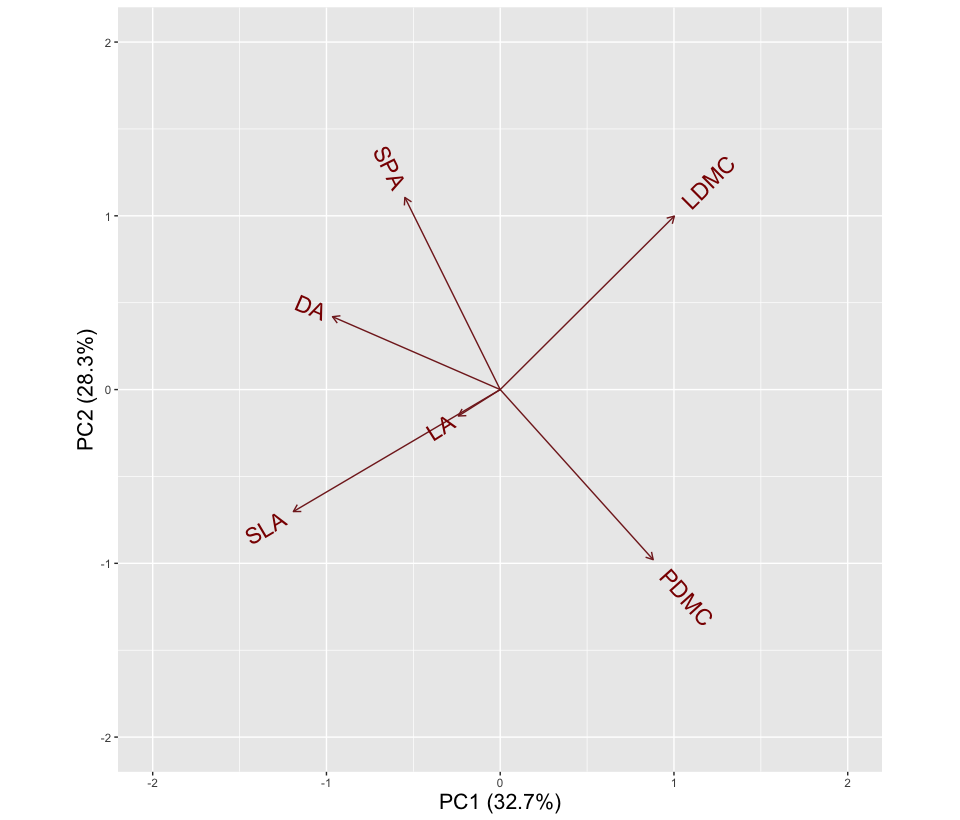 2
1
0
-1
-2
PC2 (28.3%)
SPA
LDMC
DA
LA
SLA
PDMC
-2
-1
0
1
2
PC1 (32.7%)